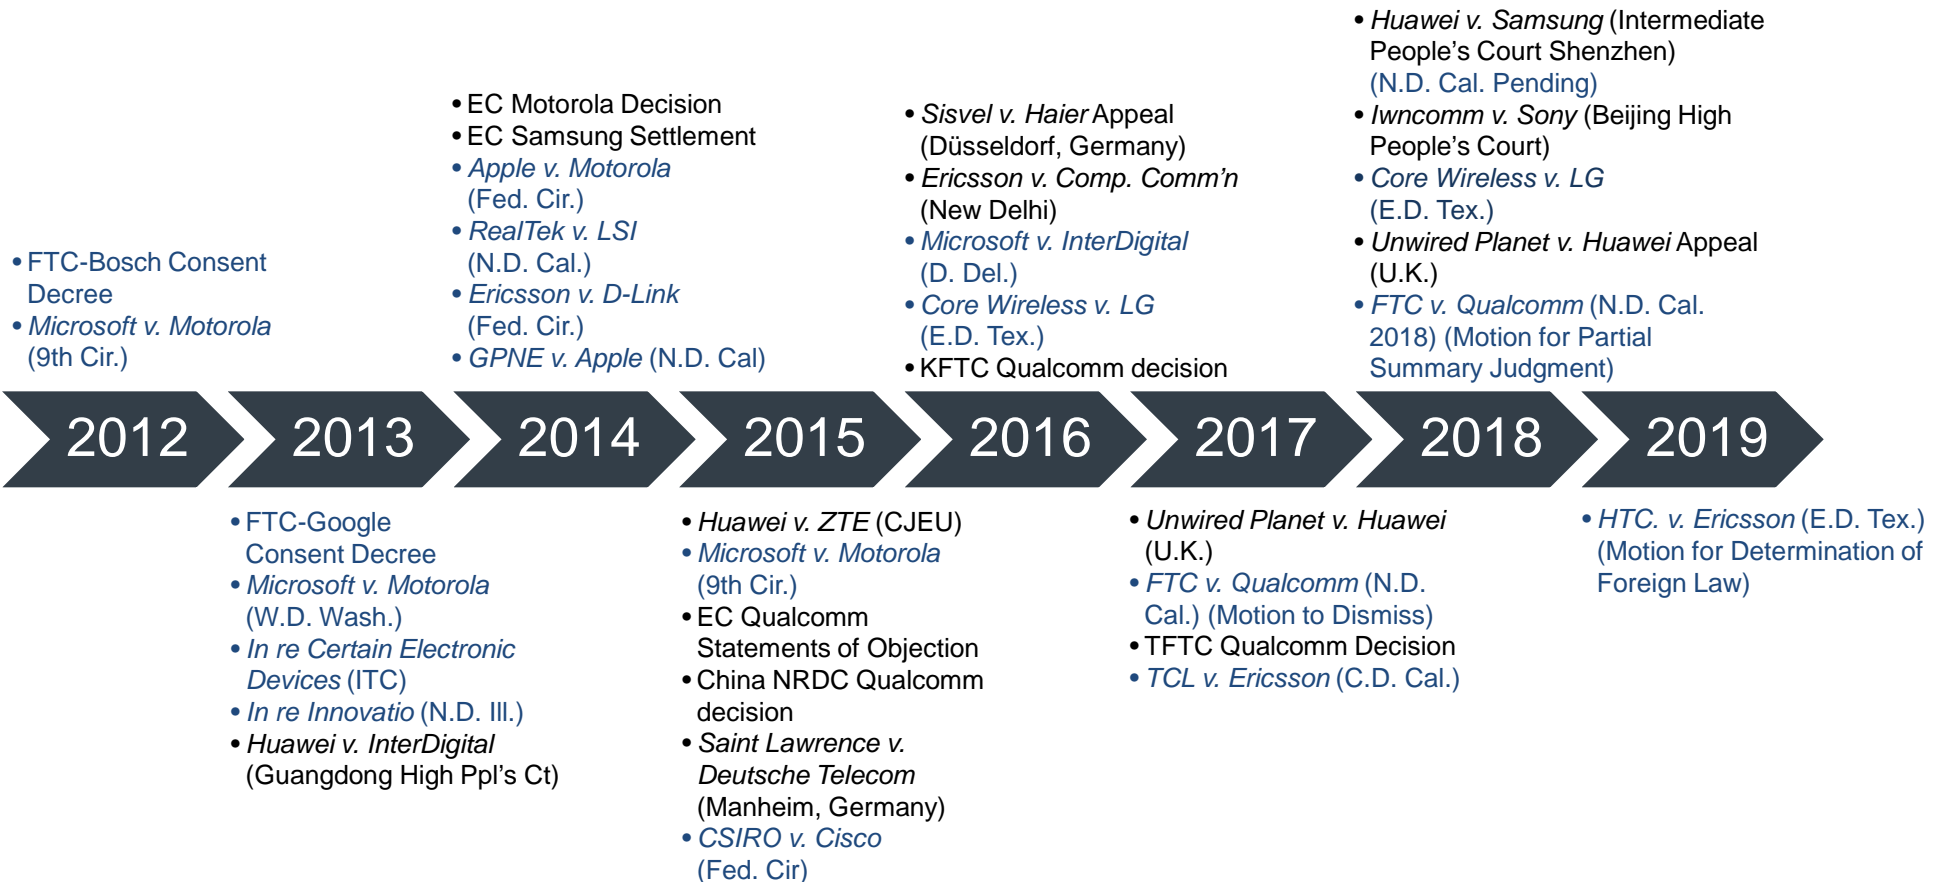 • FTC-Bosch Consent
Decree
• Microsoft v. Motorola
(9th Cir.)
• EC Motorola Decision
• EC Samsung Settlement
• Apple v. Motorola
(Fed. Cir.)
• RealTek v. LSI
(N.D. Cal.)
• Ericsson v. D-Link
(Fed. Cir.)
• GPNE v. Apple (N.D. Cal)
• Sisvel v. Haier Appeal
(Düsseldorf, Germany)
• Ericsson v. Comp. Comm'n
(New Delhi)
• Microsoft v. InterDigital
(D. Del.)
• Core Wireless v. LG
(E.D. Tex.)
• KFTC Qualcomm decision
• Huawei v. Samsung (Intermediate
People's Court Shenzhen)
(N.D. Cal. Pending)
• Iwncomm v. Sony (Beijing High
People's Court)
• Core Wireless v. LG
(E.D. Tex.)
• Unwired Planet v. Huawei Appeal
(U.K.)
• FTC v. Qualcomm (N.D. Cal.
2018) (Motion for Partial
Summary Judgment)
2012 2013 2014 2015 2016 2017 2018 2019
• FTC-Google
Consent Decree
• Microsoft v. Motorola
(W.D. Wash.)
• In re Certain Electronic
Devices (ITC)
• In re Innovatio (N.D. Ill.)
• Huawei v. InterDigital
(Guangdong High Ppl's Ct)
• Huawei v. ZTE (CJEU)
• Microsoft v. Motorola
(9th Cir.)
• EC Qualcomm
Statements of Objection
• China NRDC Qualcomm
decision
• Saint Lawrence v.
Deutsche Telecom
(Manheim, Germany)
• CSIRO v. Cisco
(Fed. Cir)
• Unwired Planet v. Huawei
(U.K.)
• FTC v. Qualcomm (N.D.
Cal.) (Motion to Dismiss)
• TFTC Qualcomm Decision
• TCL v. Ericsson (C.D. Cal.)
• HTC. v. Ericsson (E.D. Tex.)
(Motion for Determination of
Foreign Law)